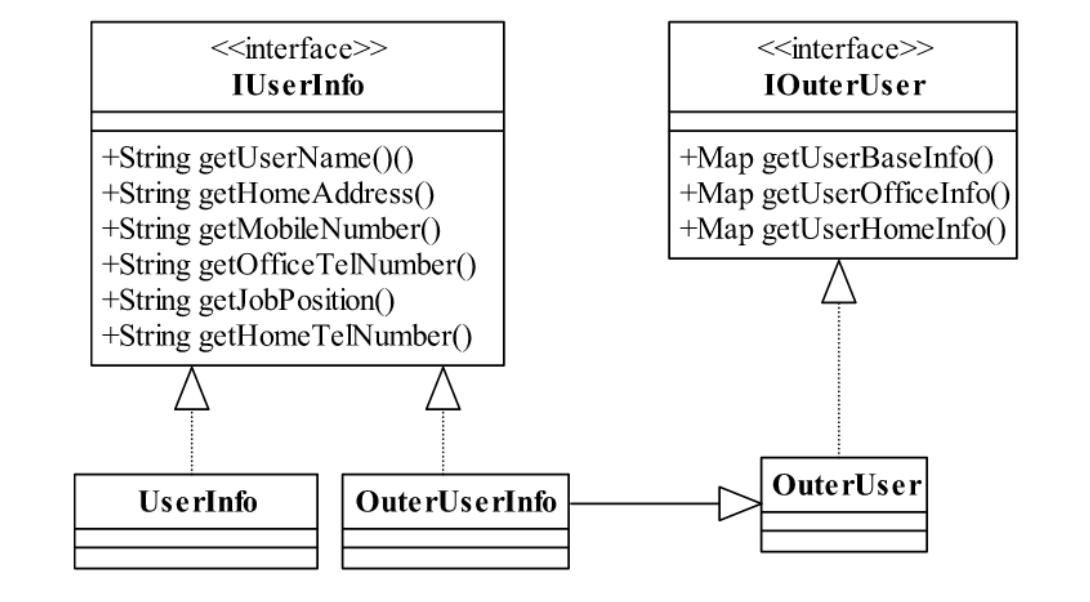 <<interface>>
IUserInfo
+String getUserName()()
+String getHomeAddress()
+String getMobileNumber()
+String getOfficeTelNumber()
+String getJobPosition()
+String getHomeTelNumber()
<<interface>>
IOuterUser
+Map getUserBaseInfo()
+Map getUserOfficeInfo()
+Map getUserHomeInfo()
UserInfo
OuterUserInfo
OuterUser